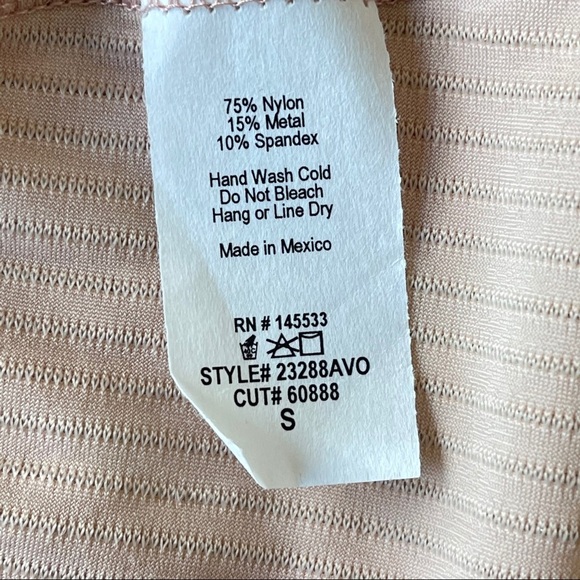 75% Nylon
15% Metal
10% Spandex
Hand Wash Cold
Do Not Bleach
Hang or Line Dry
Made in Mexico
RN # 145533
STYLE# 23288AVO
CUT# 60888
S